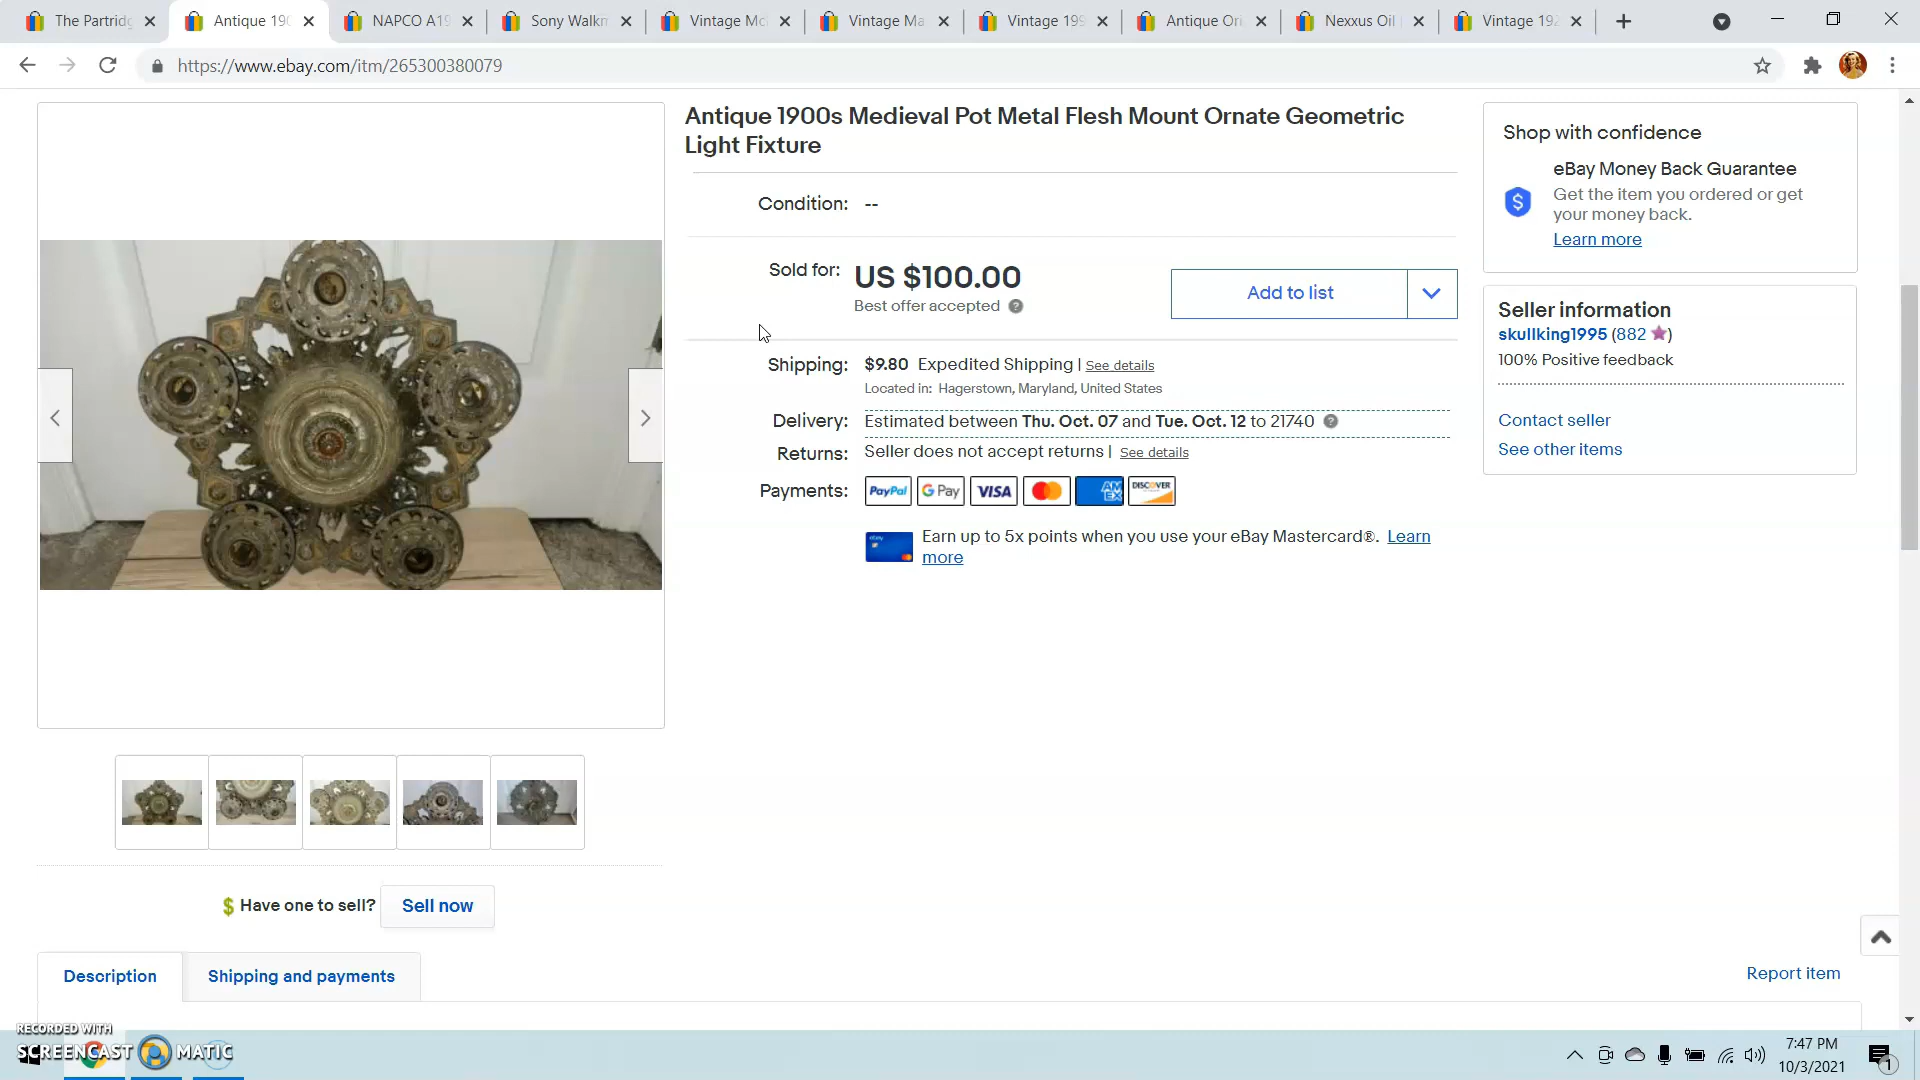 The Partridg
Antique 190
NAPCO A19
Sony Walkm
Vintage Mc
Vintage Ma
Vintage 199
Antique Ori
Nexxus Oil
Vintage 192
https://www.ebay.com/itm/265300380079
Antique 1900s Medieval Pot Metal Flesh Mount Ornate Geometric
Light Fixture
Condition: --
Sold for: US $100.00
Best offer accepted
Add to list
Shipping: $9.80 Expedited Shipping | See details
Located in: Hagerstown, Maryland, United States
Delivery: Estimated between Thu. Oct. 07 and Tue. Oct. 12 to 21740
Returns: Seller does not accept returns | See details
Payments: PayPal G Pay VISA AMEX DISCOVER
ebay
Earn up to 5x points when you use your eBay Mastercard®. Learn
more
Shop with confidence
eBay Money Back Guarantee
Get the item you ordered or get
your money back.
Learn more
Seller information
skullking1995 (882)
100% Positive feedback
Contact seller
See other items
Have one to sell? Sell now
Description
Shipping and payments
Report item
RECORDED WITH
SCREENCAST MATIC
7:47 PM
10/3/2021
1